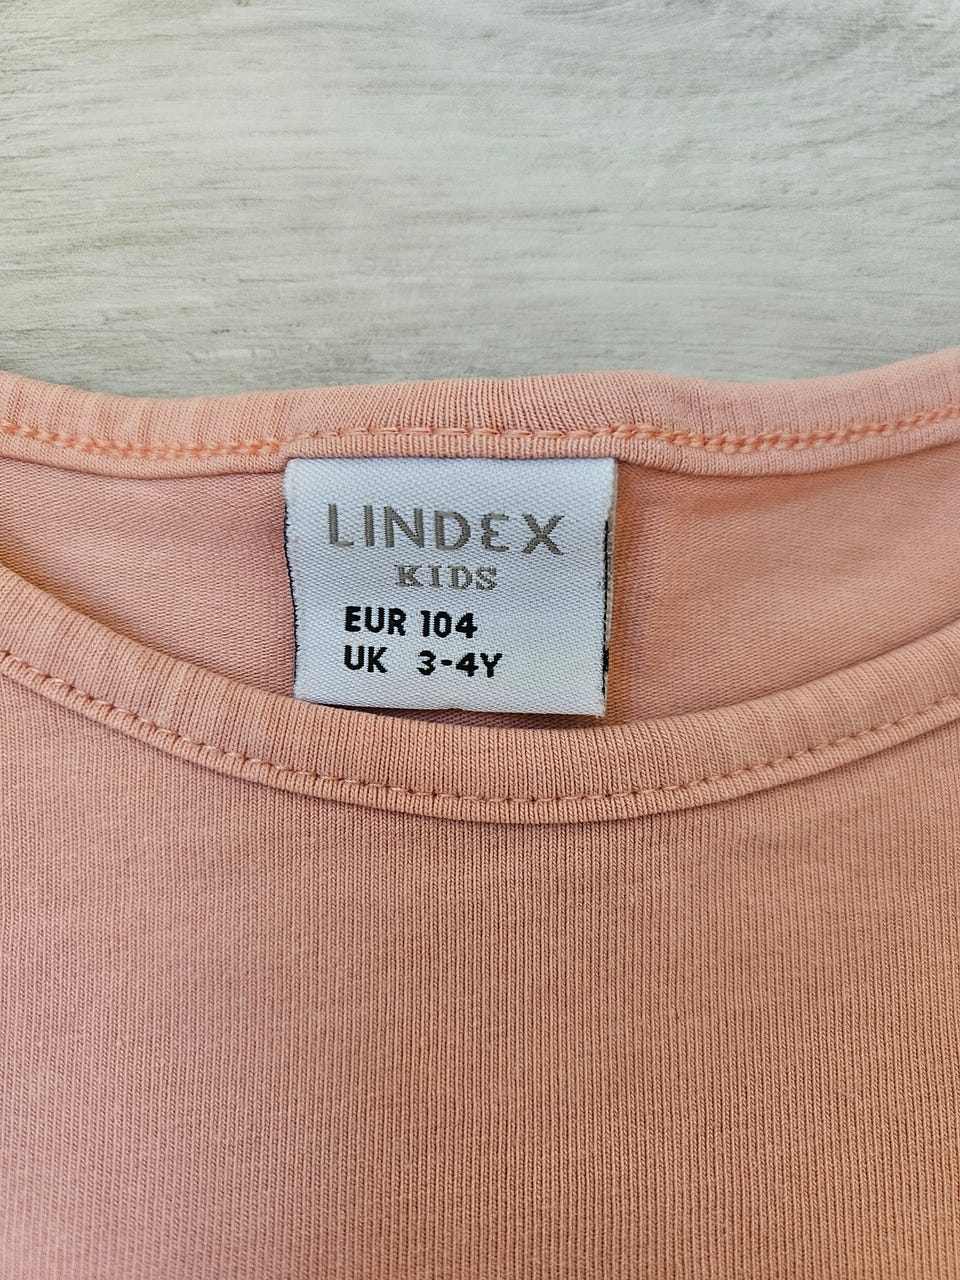 LINDEX
KIDS
EUR 104
UK 3-4Y